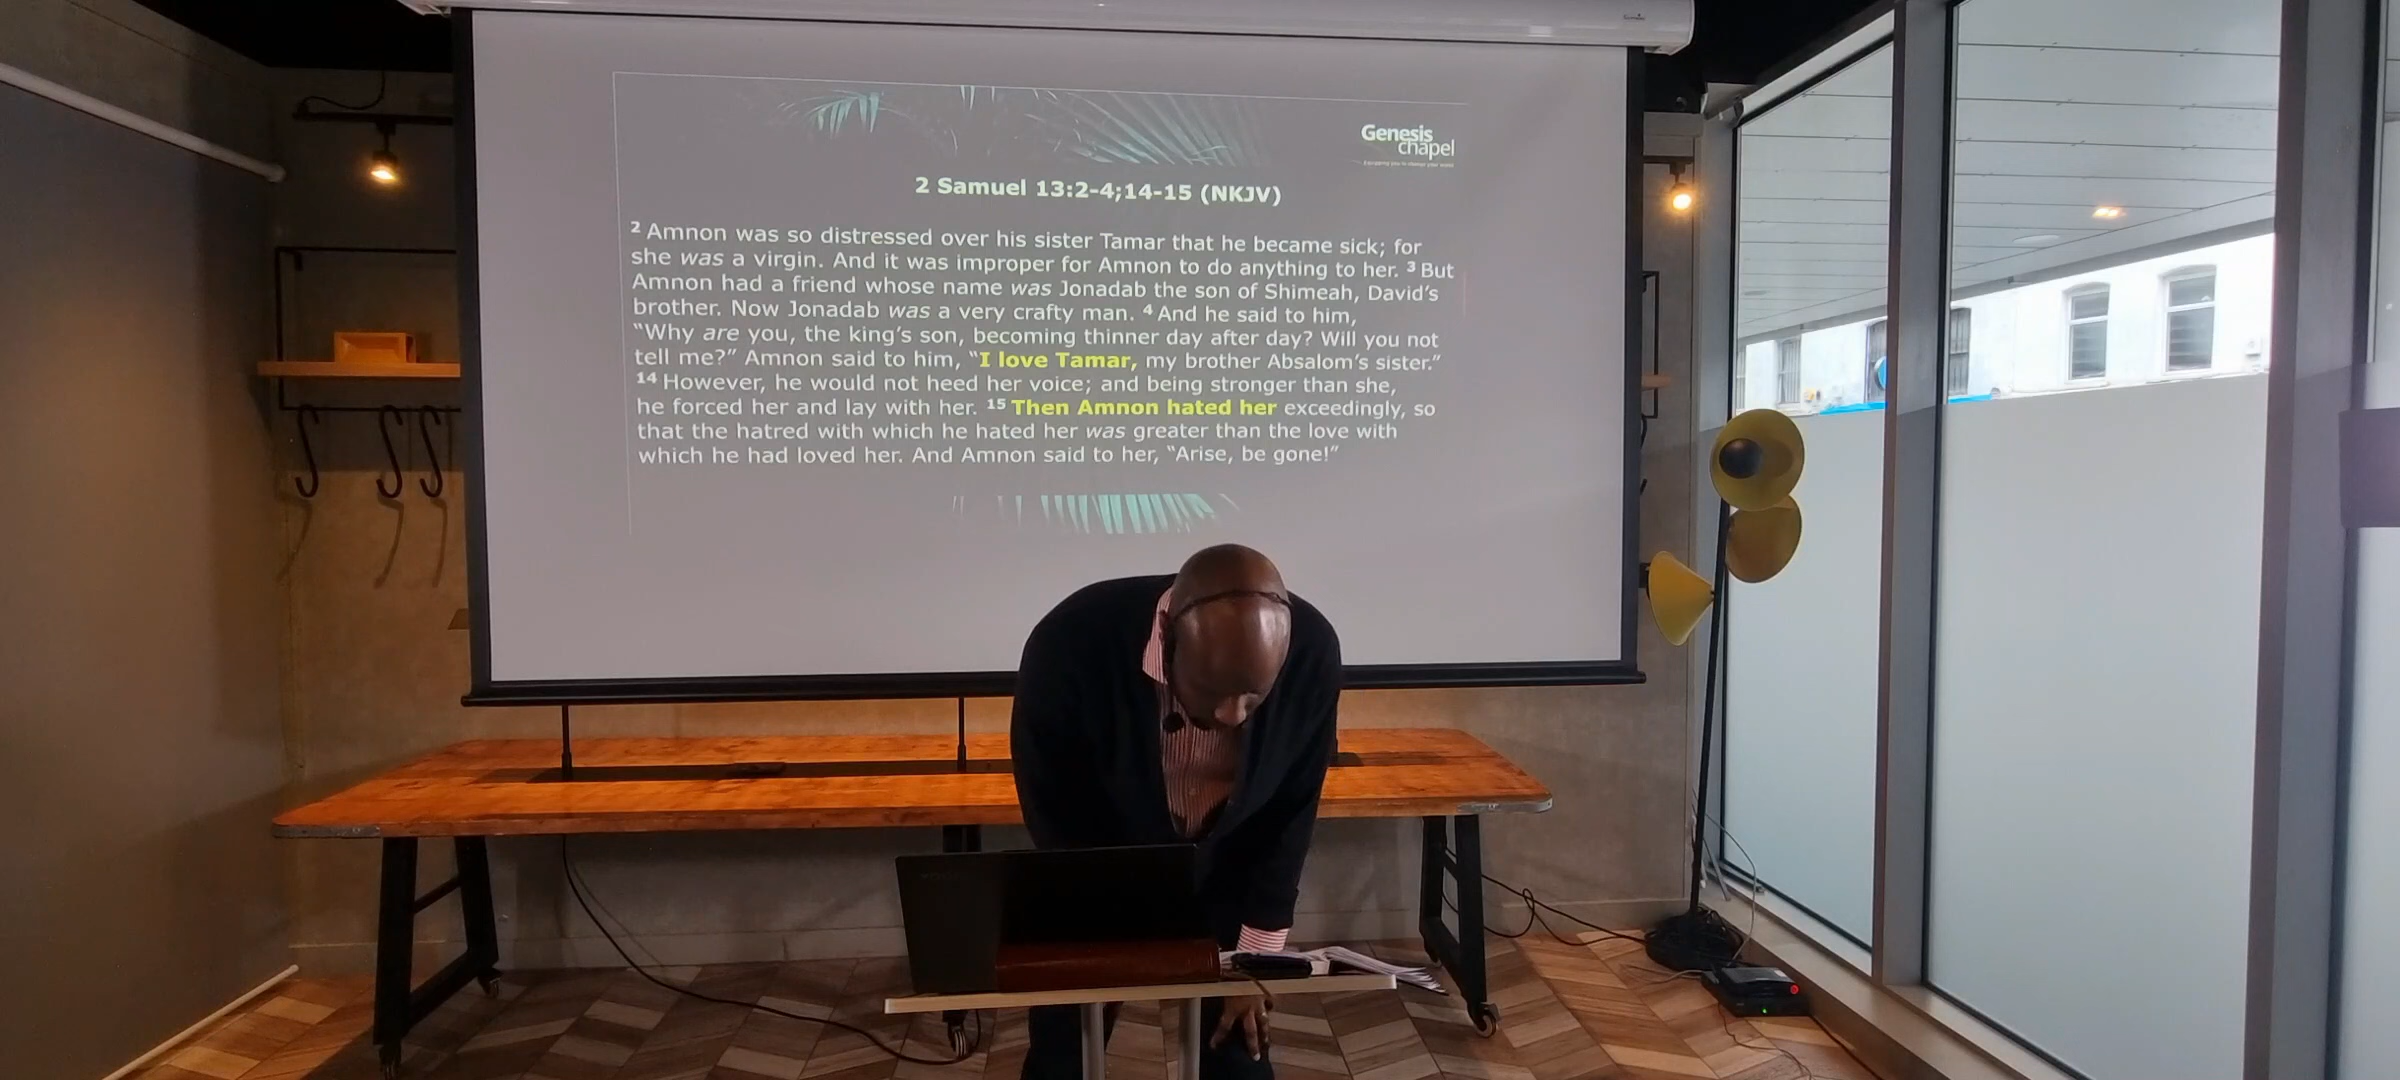 Genesis
chapel
Equipping you to change your world
2 Samuel 13:2-4;14-15 (NKJV)
2 Amnon was so distressed over his sister Tamar that he became sick; for
she was a virgin. And it was improper for Amnon to do anything to her. 3 But
Amnon had a friend whose name was Jonadab the son of Shimeah, David's
brother. Now Jonadab was a very crafty man. 4 And he said to him,
"Why are you, the king's son, becoming thinner day after day? Will you not
tell me?" Amnon said to him, "I love Tamar, my brother Absalom's sister."
14 However, he would not heed her voice; and being stronger than she,
he forced her and lay with her. 15 Then Amnon hated her exceedingly, so
that the hatred with which he hated her was greater than the love with
which he had loved her. And Amnon said to her, "Arise, be gone!"